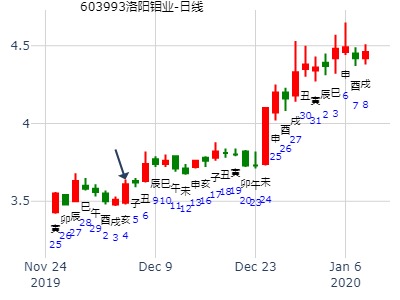 603993洛阳钼业-日线
4.5
4
3.5
寅 卯 辰 巳 午 酉 戌 亥 子 丑 辰 巳 午 未 申 亥 子 丑 寅 卯 午 未 申 酉 戌 丑 寅 辰 巳 申 酉 戌
25 26 27 28 29 2 3 4 5 6 9 10 11 12 13 16 17 18 19 20 23 24 25 26 27 30 31 2 3 6 7 8
Nov 24 Dec 9 Dec 23 Jan 6
2019 2020